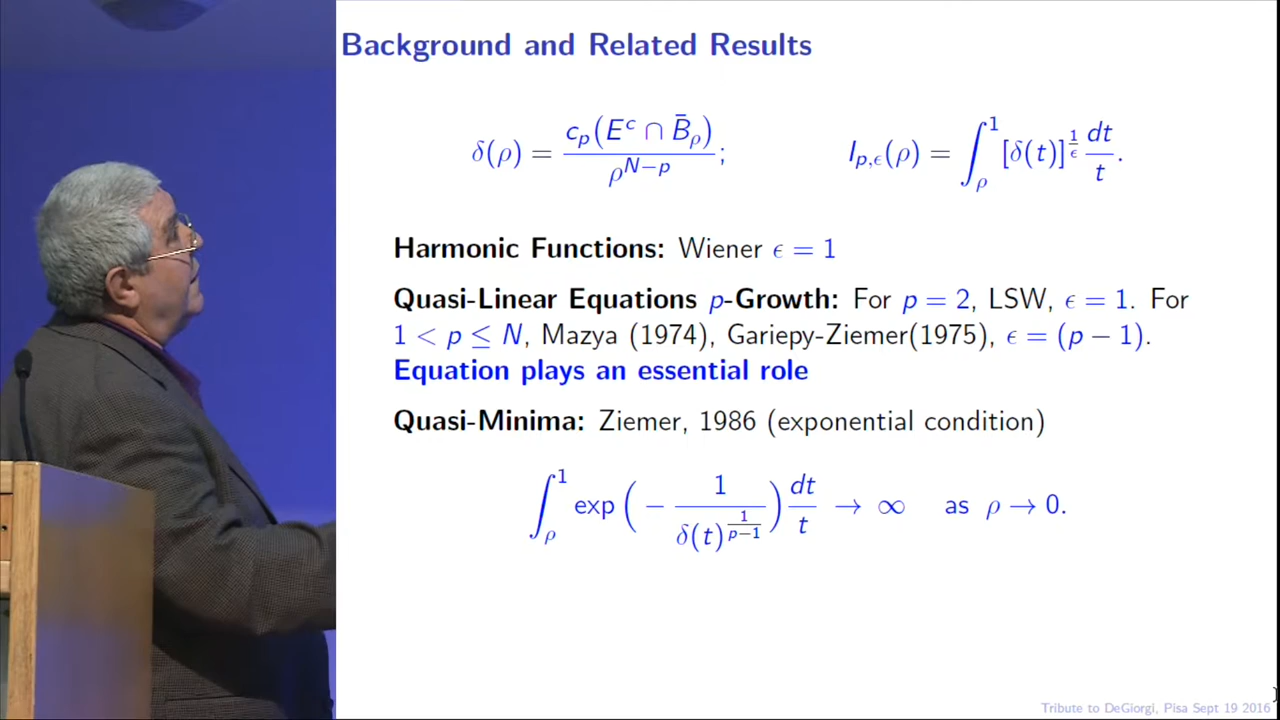 Background and Related Results
δ(ρ) = c_p(E^c ∩ B̄_ρ) / ρ^{N−p} ;    I_{p,ϵ}(ρ) = ∫_ρ^1 [δ(t)]^{1/ϵ} dt/t .
Harmonic Functions: Wiener ϵ = 1
Quasi-Linear Equations p-Growth: For p = 2, LSW, ϵ = 1. For
1 < p ≤ N, Mazya (1974), Gariepy-Ziemer(1975), ϵ = (p − 1).
Equation plays an essential role
Quasi-Minima: Ziemer, 1986 (exponential condition)
∫_ρ^1 exp ( − 1 / δ(t)^{1/(p−1)} ) dt/t → ∞ as ρ → 0.
Tribute to DeGiorgi, Pisa Sept 19 2016